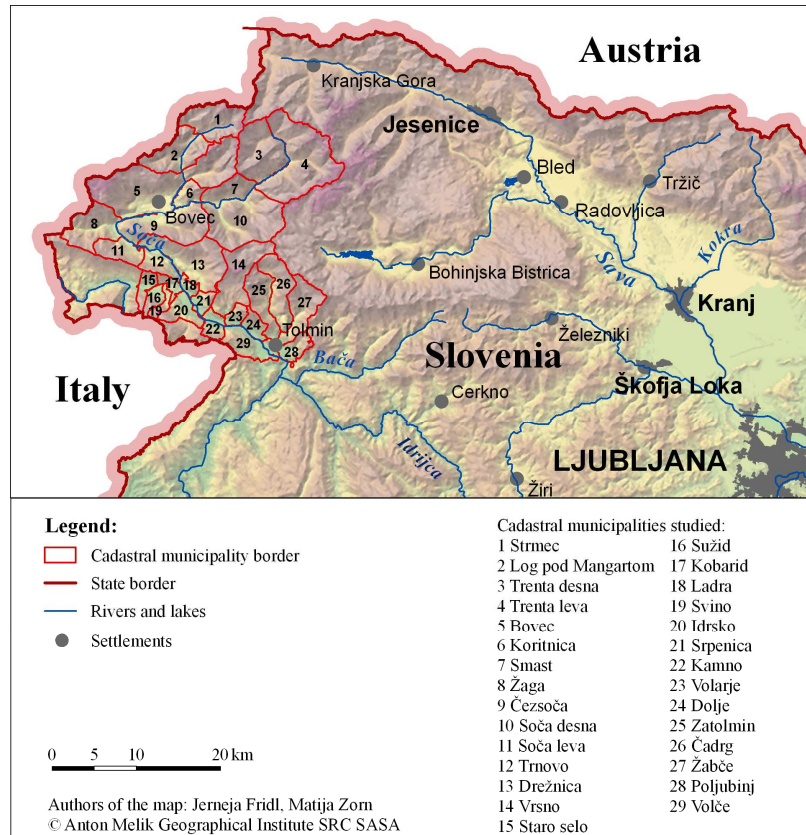 Austria
Kranjska Gora
Jesenice
Bled
Tržič
Radovljica
Bovec
Soča
Kokra
Sava
Bohinjska Bistrica
Kranj
Tolmin
Bača
Železniki
Slovenia
Italy
Škofja Loka
Cerkno
Idrijca
LJUBLJANA
Žiri
1
2
3
4
5
6
7
8
9
10
11
12
13
14
15
16
17
18
19
20
21
22
23
24
25
26
27
28
29
Legend:
Cadastral municipality border
State border
Rivers and lakes
Settlements
0 5 10 20 km
Authors of the map: Jerneja Fridl, Matija Zorn
© Anton Melik Geographical Institute SRC SASA
Cadastral municipalities studied:
1 Strmec
2 Log pod Mangartom
3 Trenta desna
4 Trenta leva
5 Bovec
6 Koritnica
7 Smast
8 Žaga
9 Čezsoča
10 Soča desna
11 Soča leva
12 Trnovo
13 Drežnica
14 Vrsno
15 Staro selo
16 Sužid
17 Kobarid
18 Ladra
19 Svino
20 Idrsko
21 Srpenica
22 Kamno
23 Volarje
24 Dolje
25 Zatolmin
26 Čadrg
27 Žabče
28 Poljubinj
29 Volče